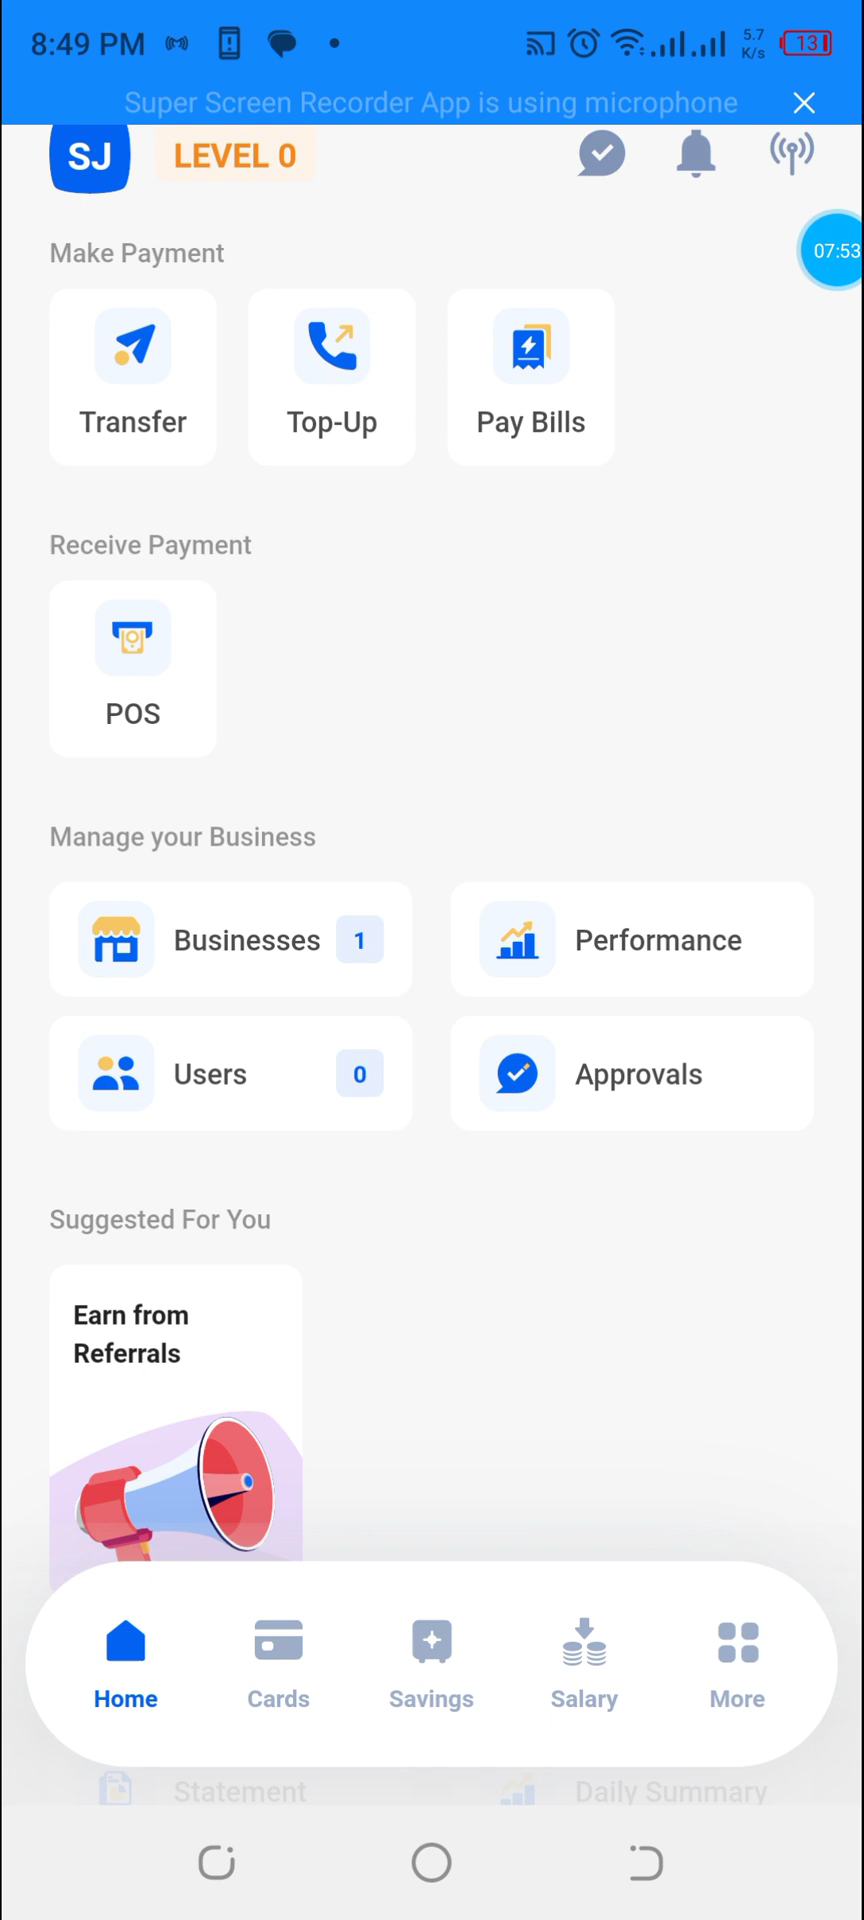 8:49 PM
5.7
K/s
13
Super Screen Recorder App is using microphone
SJ
LEVEL 0
07:53
Make Payment
Transfer
Top-Up
Pay Bills
Receive Payment
POS
Manage your Business
Businesses
1
Performance
Users
0
Approvals
Suggested For You
Earn from
Referrals
Home
Cards
Savings
Salary
More
Statement
Daily Summary